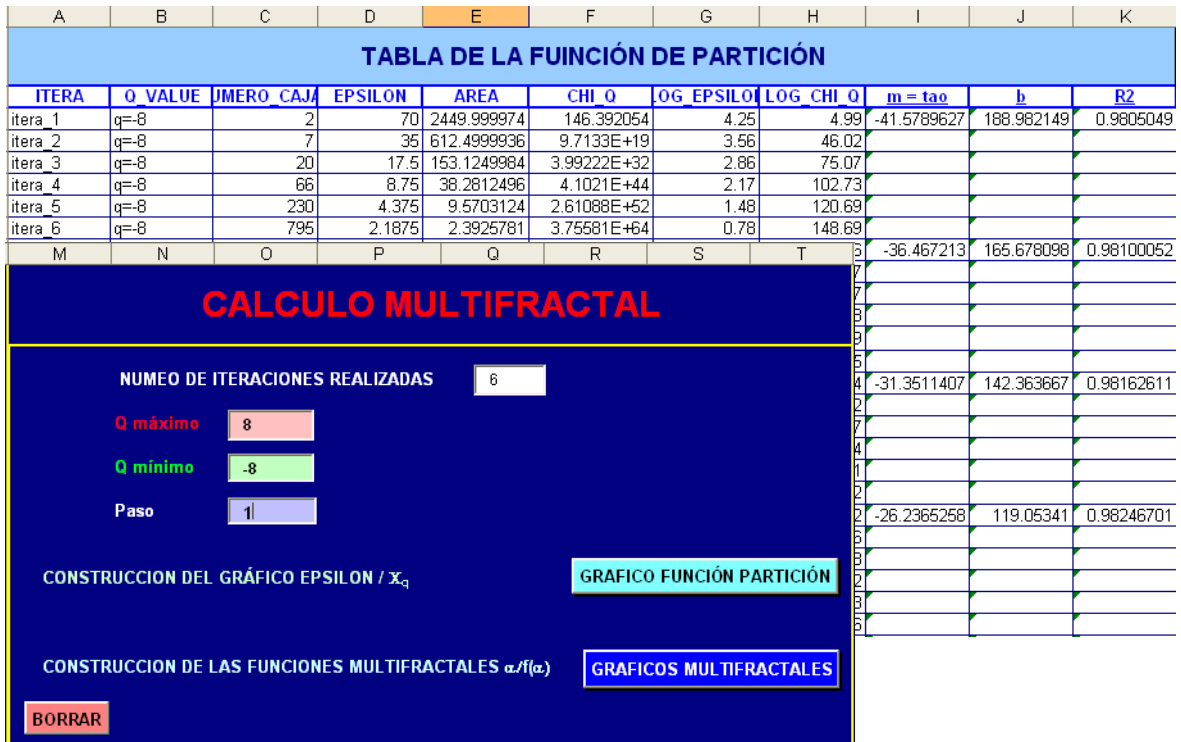 A B C D E F G H I J K
TABLA DE LA FUINCIÓN DE PARTICIÓN
ITERA Q_VALUE UMERO_CAJA EPSILON AREA CHI_Q LOG_EPSILON LOG_CHI_Q m = tao b R2
itera_1 q=-8 2 70 2449.999974 146.392054 4.25 4.99 -41.5789627 188.982149 0.9805049
itera_2 q=-8 7 35 612.4999936 9.7133E+19 3.56 46.02
itera_3 q=-8 20 17.5 153.1249984 3.99222E+32 2.86 75.07
itera_4 q=-8 66 8.75 38.2812496 4.1021E+44 2.17 102.73
itera_5 q=-8 230 4.375 9.5703124 2.61088E+52 1.48 120.69
itera_6 q=-8 795 2.1875 2.3925781 3.75581E+64 0.78 148.69
M N O P Q R S T
-36.467213 165.678098 0.98100052
CALCULO MULTIFRACTAL
NUMEO DE ITERACIONES REALIZADAS 6
-31.3511407 142.363667 0.98162611
Q máximo 8
Q mínimo -8
Paso 1
-26.2365258 119.05341 0.98246701
CONSTRUCCION DEL GRÁFICO EPSILON / χq GRAFICO FUNCIÓN PARTICIÓN
CONSTRUCCION DE LAS FUNCIONES MULTIFRACTALES α/f(α) GRAFICOS MULTIFRACTALES
BORRAR